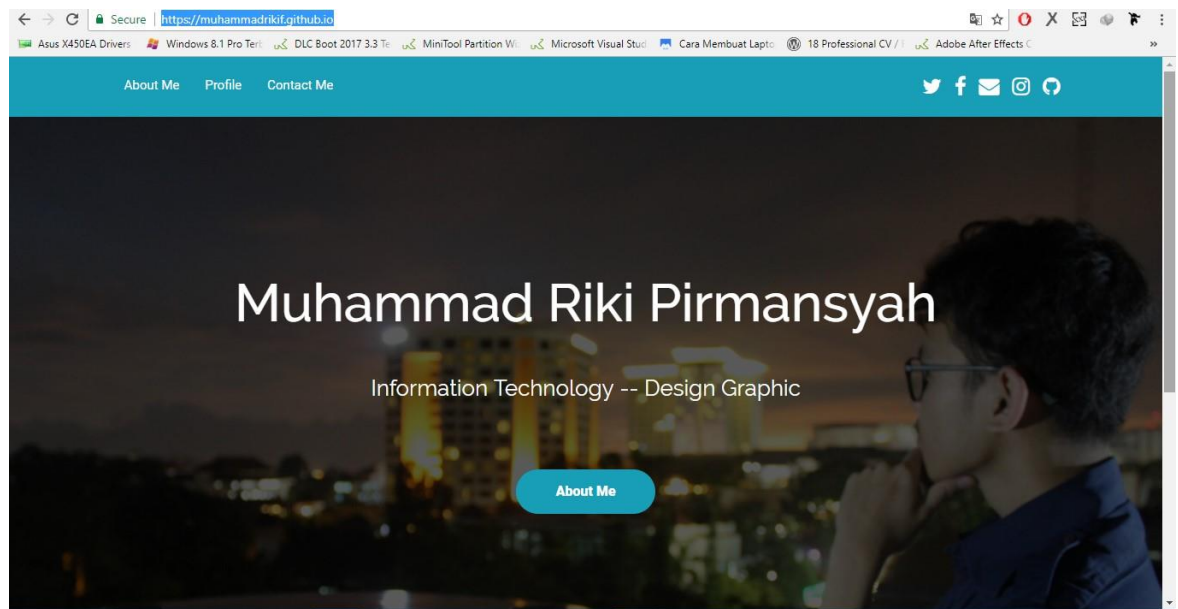 Secure https://muhammadrikif.github.io
Asus X450EA Drivers Windows 8.1 Pro Ter DLC Boot 2017 3.3 Te MiniTool Partition Wi Microsoft Visual Stud Cara Membuat Lapto 18 Professional CV / Adobe After Effects C »
About Me Profile Contact Me
Muhammad Riki Pirmansyah
Information Technology -- Design Graphic
About Me